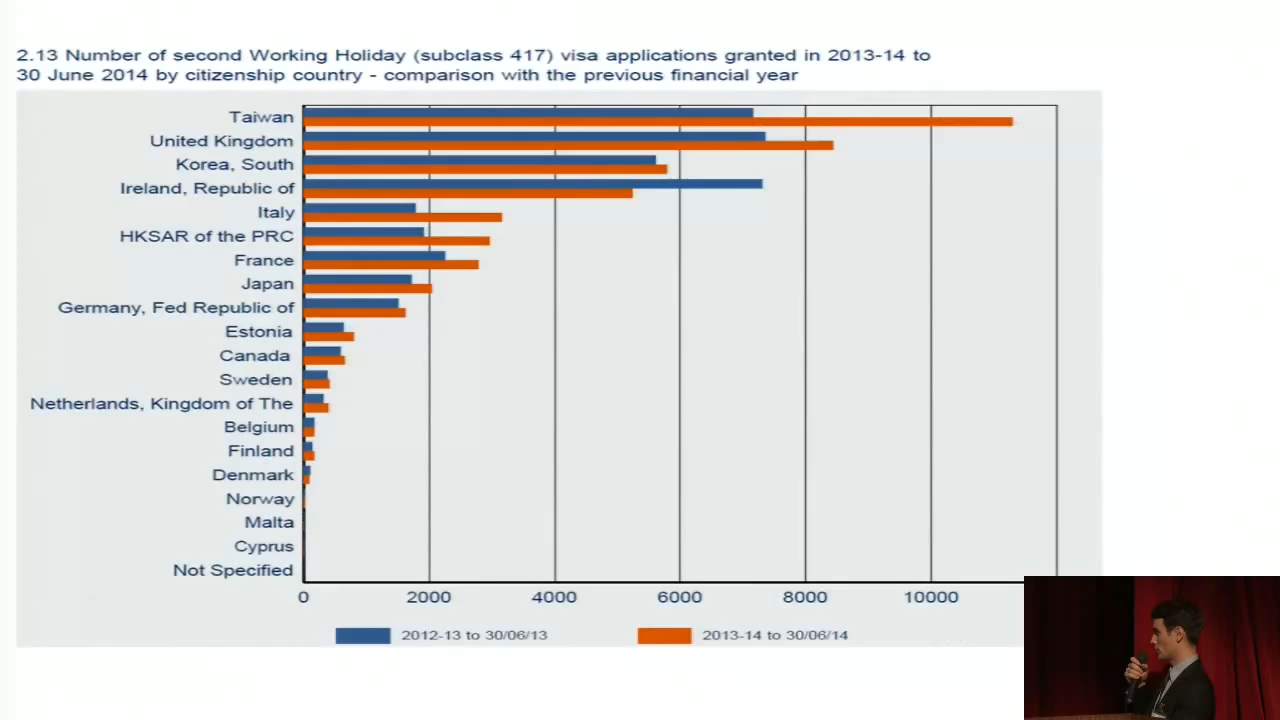 2.13 Number of second Working Holiday (subclass 417) visa applications granted in 2013-14 to
30 June 2014 by citizenship country - comparison with the previous financial year
Taiwan
United Kingdom
Korea, South
Ireland, Republic of
Italy
HKSAR of the PRC
France
Japan
Germany, Fed Republic of
Estonia
Canada
Sweden
Netherlands, Kingdom of The
Belgium
Finland
Denmark
Norway
Malta
Cyprus
Not Specified
0 2000 4000 6000 8000 10000
2012-13 to 30/06/13 2013-14 to 30/06/14